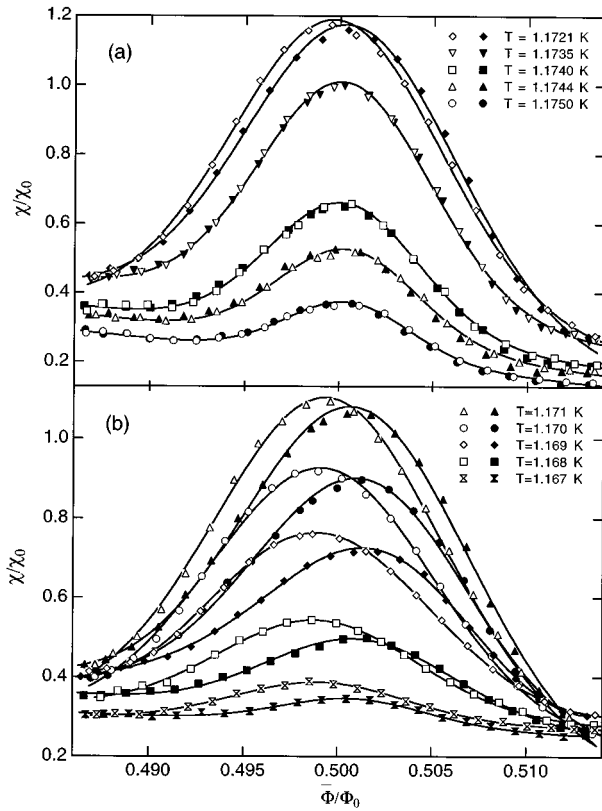 1.2
(a)
T = 1.1721 K
T = 1.1735 K
1.0
T = 1.1740 K
T = 1.1744 K
T = 1.1750 K
0.8
χ/χ0
0.6
0.4
0.2
(b)
T=1.171 K
1.0
T=1.170 K
T=1.169 K
T=1.168 K
0.8
T=1.167 K
χ/χ0
0.6
0.4
0.2
0.490 0.495 0.500 0.505 0.510
Φ̄/Φ0